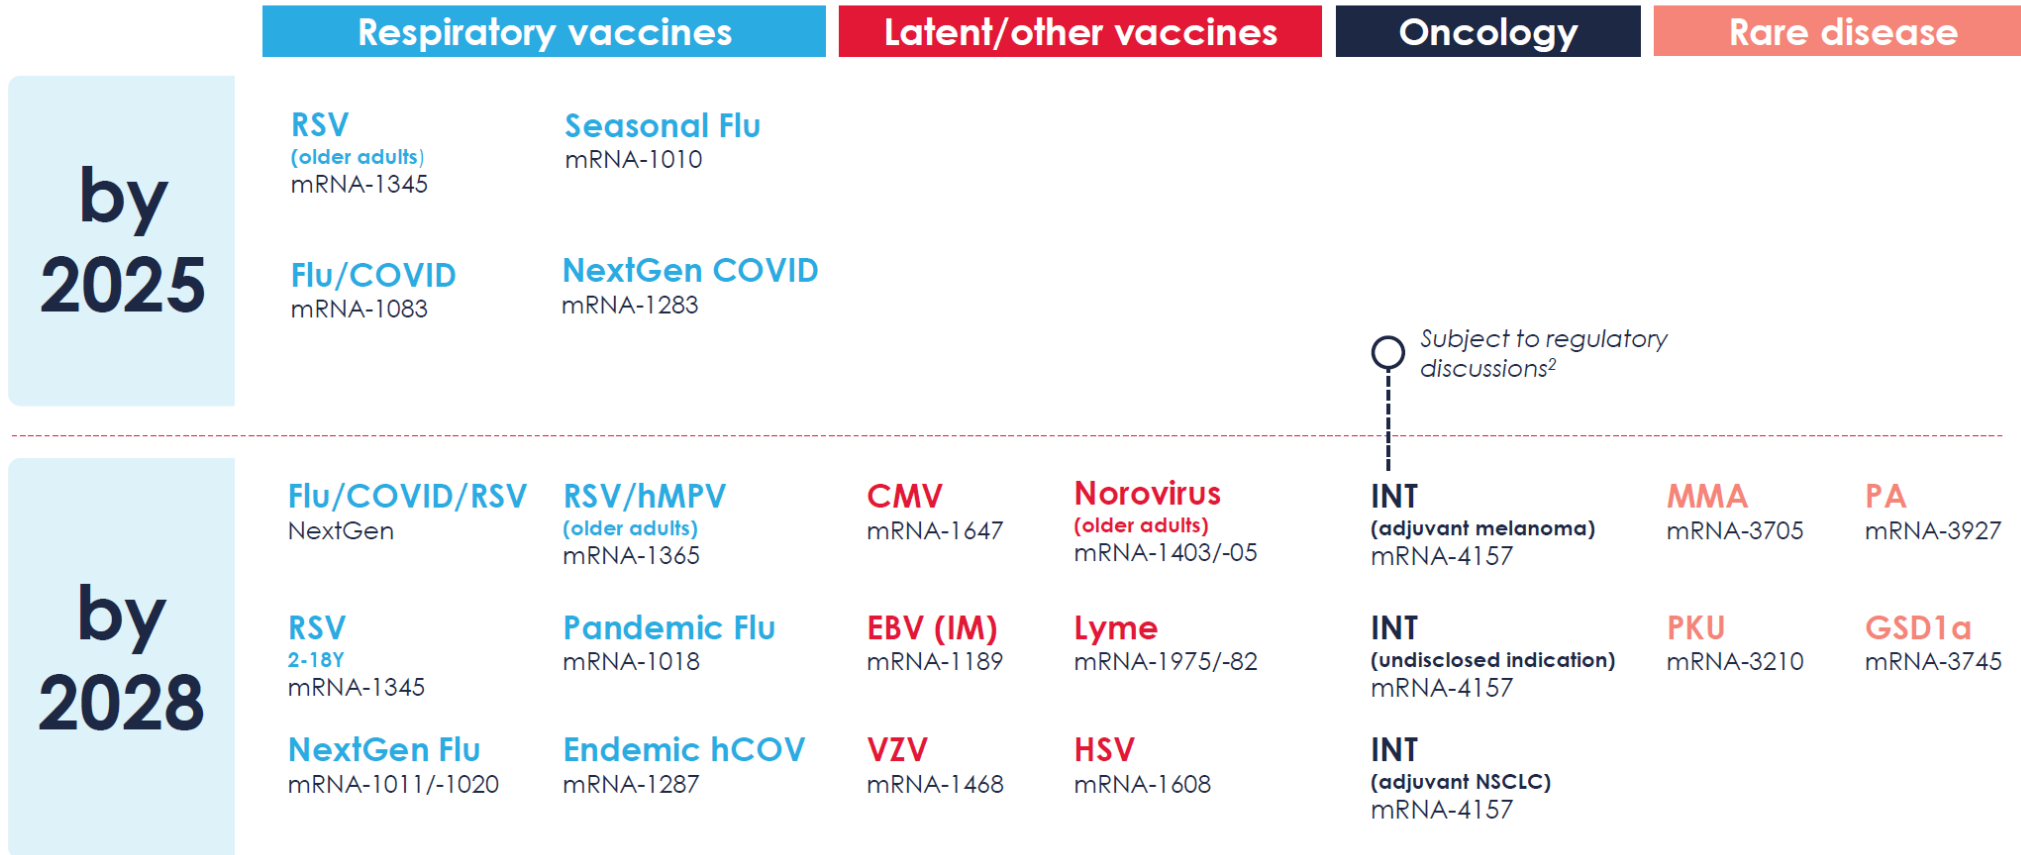 Respiratory vaccines
Latent/other vaccines
Oncology
Rare disease
by
2025
RSV
(older adults)
mRNA-1345
Seasonal Flu
mRNA-1010
Flu/COVID
mRNA-1083
NextGen COVID
mRNA-1283
Subject to regulatory
discussions²
by
2028
Flu/COVID/RSV
NextGen
RSV/hMPV
(older adults)
mRNA-1365
CMV
mRNA-1647
Norovirus
(older adults)
mRNA-1403/-05
INT
(adjuvant melanoma)
mRNA-4157
MMA
mRNA-3705
PA
mRNA-3927
RSV
2-18Y
mRNA-1345
Pandemic Flu
mRNA-1018
EBV (IM)
mRNA-1189
Lyme
mRNA-1975/-82
INT
(undisclosed indication)
mRNA-4157
PKU
mRNA-3210
GSD1a
mRNA-3745
NextGen Flu
mRNA-1011/-1020
Endemic hCOV
mRNA-1287
VZV
mRNA-1468
HSV
mRNA-1608
INT
(adjuvant NSCLC)
mRNA-4157